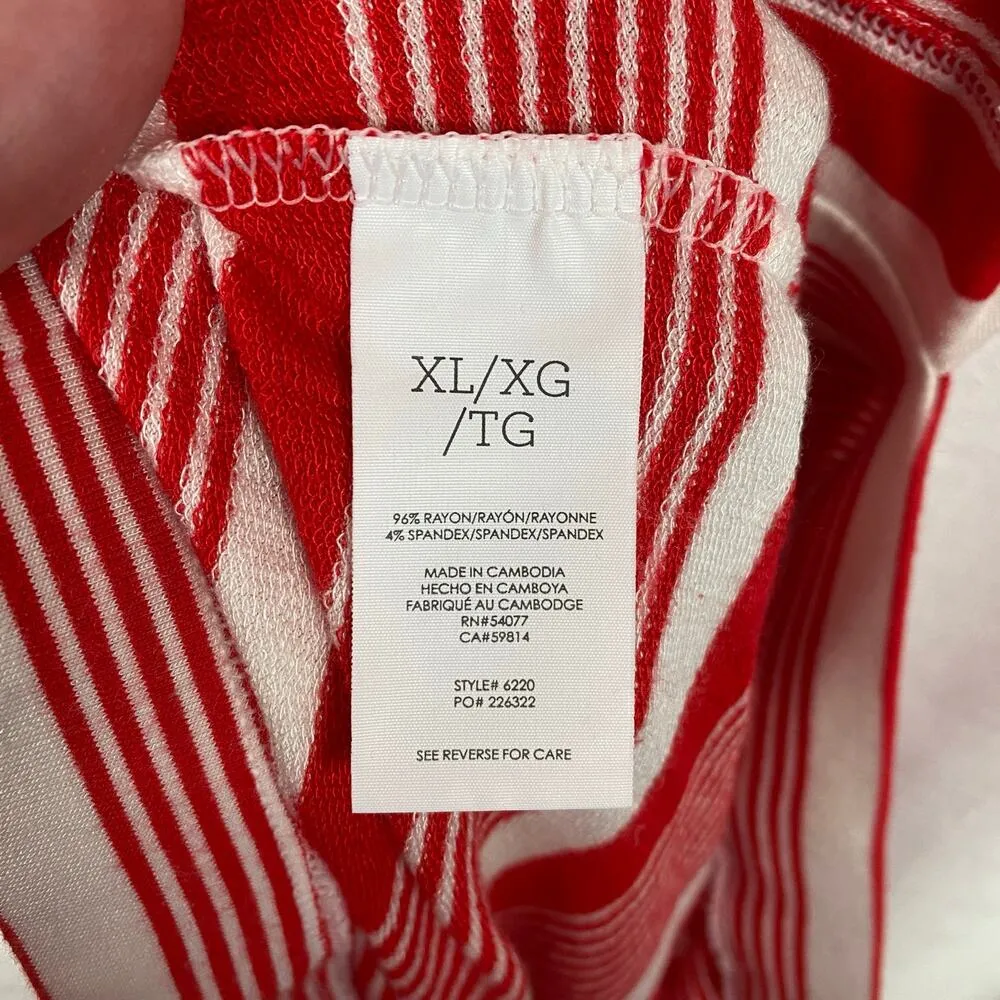 XL/XG
/TG
96% RAYON/RAYÓN/RAYONNE
4% SPANDEX/SPANDEX/SPANDEX
MADE IN CAMBODIA
HECHO EN CAMBOYA
FABRIQUÉ AU CAMBODGE
RN#54077
CA#59814
STYLE# 6220
PO# 226322
SEE REVERSE FOR CARE